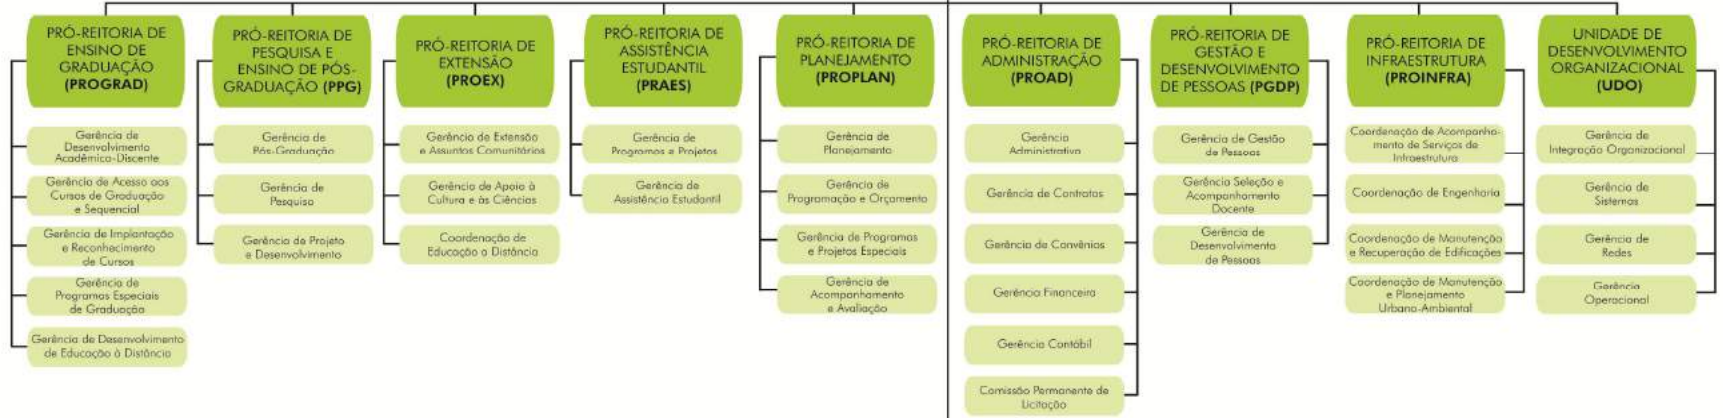 PRÓ-REITORIA DE
ENSINO DE
GRADUAÇÃO
(PROGRAD)
Gerência de
Desenvolvimento
Acadêmico-Discente
Gerência de Acesso aos
Cursos de Graduação
e Sequencial
Gerência de Implantação
e Reconhecimento
de Cursos
Gerência de
Programas Especiais
de Graduação
Gerência de Desenvolvimento
de Educação à Distância
PRÓ-REITORIA DE
PESQUISA E
ENSINO DE PÓS-
GRADUAÇÃO (PPG)
Gerência de
Pós-Graduação
Gerência de
Pesquisa
Gerência de Projeto
e Desenvolvimento
PRÓ-REITORIA DE
EXTENSÃO
(PROEX)
Gerência de Extensão
e Assuntos Comunitários
Gerência de Apoio à
Cultura e às Ciências
Coordenação de
Educação a Distância
PRÓ-REITORIA DE
ASSISTÊNCIA
ESTUDANTIL
(PRAES)
Gerência de
Programas e Projetos
Gerência de
Assistência Estudantil
PRÓ-REITORIA DE
PLANEJAMENTO
(PROPLAN)
Gerência de
Planejamento
Gerência de
Programação e Orçamento
Gerência de Programas
e Projetos Especiais
Gerência de
Acompanhamento
e Avaliação
PRÓ-REITORIA DE
ADMINISTRAÇÃO
(PROAD)
Gerência
Administrativa
Gerência de Contratos
Gerência de Convênios
Gerência Financeira
Gerência Contábil
Comissão Permanente de
Licitação
PRÓ-REITORIA DE
GESTÃO E
DESENVOLVIMENTO
DE PESSOAS (PGDP)
Gerência de Gestão
de Pessoas
Gerência Seleção e
Acompanhamento
Docente
Gerência de
Desenvolvimento
de Pessoas
PRÓ-REITORIA DE
INFRAESTRUTURA
(PROINFRA)
Coordenação de Acompanha-
mento de Serviços de
Infraestrutura
Coordenação de Engenharia
Coordenação de Manutenção
e Recuperação de Edificações
Coordenação de Manutenção
e Planejamento
Urbano-Ambiental
UNIDADE DE
DESENVOLVIMENTO
ORGANIZACIONAL
(UDO)
Gerência de
Integração Organizacional
Gerência de
Sistemas
Gerência de
Redes
Gerência
Operacional